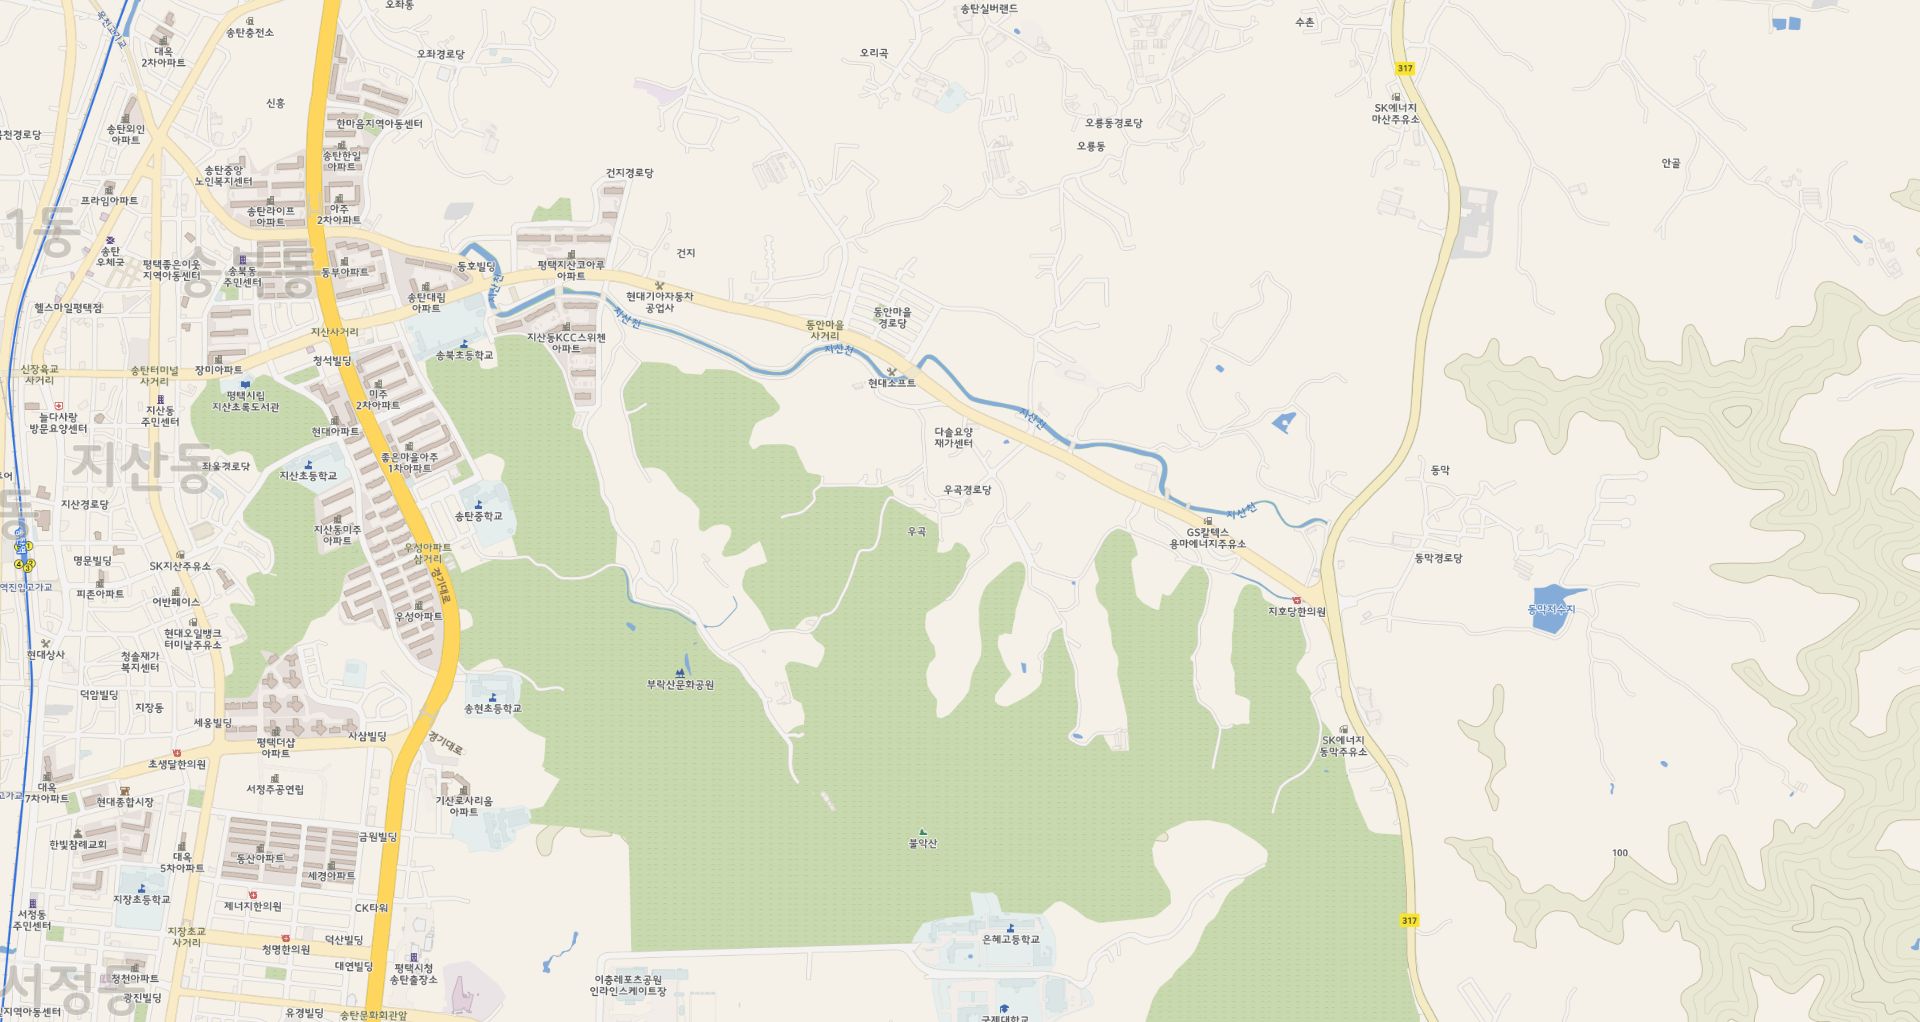 오좌동
송탄실버랜드
수촌
옥천고가교
송탄충전소
대옥
2차아파트
오좌경로당
오리곡
317
신흥
SK에너지
마산주유소
송탄외인
아파트
한마음지역아동센터
오룡동경로당
오룡동
송탄한일
아파트
안골
송탄중앙
노인복지센터
건지경로당
프라임아파트
송탄라이프
아파트
아주
2차아파트
1동
송탄
우체국
평택좋은이웃
지역아동센터
송북동
송북동
주민센터
동부아파트
동호빌딩
평택지산코아루
아파트
건지
지산천
송탄대림
아파트
현대기아자동차
공업사
헬스마일평택점
지산천
동안마을
경로당
동안마을
사거리
지산사거리
지산동KCC스위첸
아파트
지산천
송북초등학교
청석빌딩
신장육교
사거리
송탄터미널
사거리
장미아파트
현대소프트
평택시립
지산초록도서관
미주
2차아파트
지산동
주민센터
늘다사랑
방문요양센터
지산천
현대아파트
다솔요양
재가센터
지산동
좌울경로당
좋은마을아주
1차아파트
지산초등학교
동막
우곡경로당
지산경로당
송탄중학교
지산천
지산동미주
아파트
우곡
GS칼텍스
용마에너지주유소
우성아파트
삼거리
동막경로당
명문빌딩
SK지산주유소
경기대로
피존아파트
어반페이스
지호당한의원
동막저수지
우성아파트
현대오일뱅크
터미날주유소
현대상사
청솔재가
복지센터
부락산문화공원
덕암빌딩
지장동
송현초등학교
세웅빌딩
사삼빌딩
경기대로
평택더샵
아파트
SK에너지
동막주유소
초생달한의원
대옥
7차아파트
서정주공연립
현대종합시장
기산로사리움
아파트
금원빌딩
불악산
한빛참례교회
100
대옥
5차아파트
동산아파트
세경아파트
지장초등학교
제너지한의원
CK타워
서정동
주민센터
317
지장초교
사거리
청명한의원
덕산빌딩
은혜고등학교
대연빌딩
평택시청
송탄출장소
서정동
정천아파트
이충레포츠공원
인라인스케이트장
광진빌딩
유경빌딩
송탄문화회관앞
국제대학교